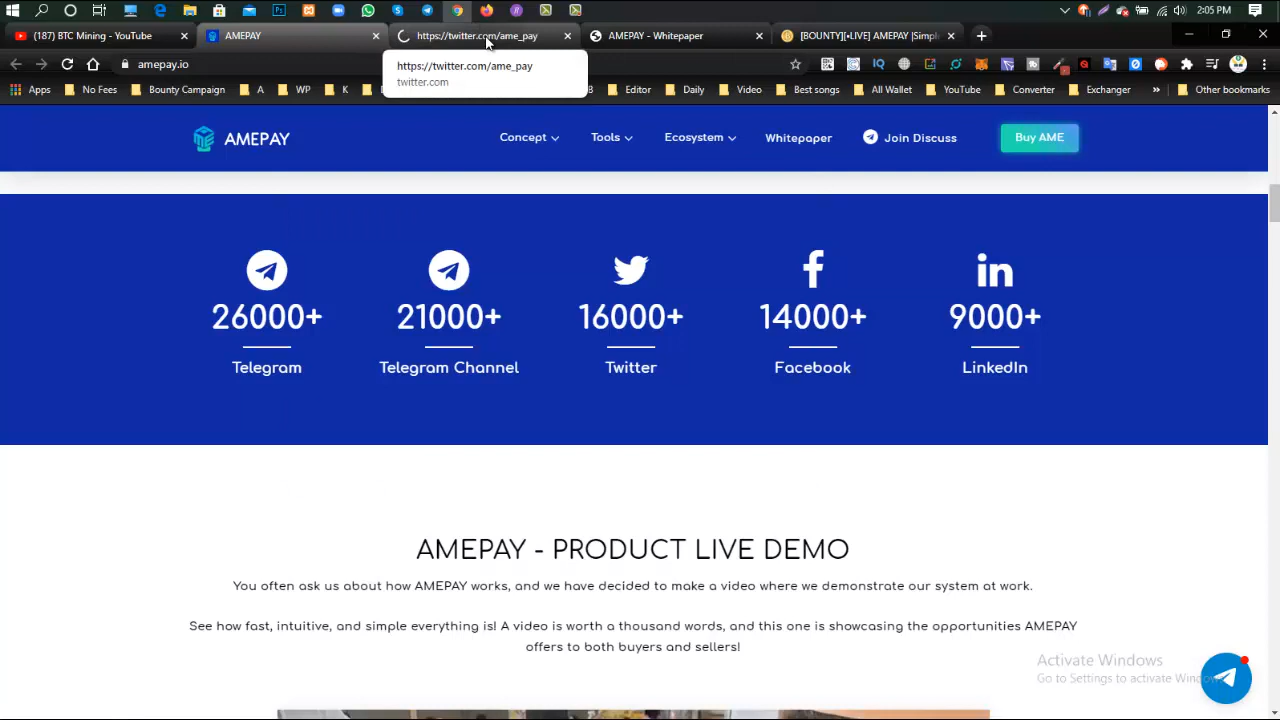 2:05 PM
(187) BTC Mining - YouTube
AMEPAY
https://twitter.com/ame_pay
AMEPAY - Whitepaper
[BOUNTY][•LIVE] AMEPAY [Simpl
amepay.io
https://twitter.com/ame_pay
twitter.com
Apps
No Fees
Bounty Campaign
A
WP
K
B
Editor
Daily
Video
Best songs
All Wallet
YouTube
Converter
Exchanger
»
Other bookmarks
AMEPAY
Concept
Tools
Ecosystem
Whitepaper
Join Discuss
Buy AME
26000+
21000+
16000+
14000+
9000+
Telegram
Telegram Channel
Twitter
Facebook
LinkedIn
AMEPAY - PRODUCT LIVE DEMO
You often ask us about how AMEPAY works, and we have decided to make a video where we demonstrate our system at work.
See how fast, intuitive, and simple everything is! A video is worth a thousand words, and this one is showcasing the opportunities AMEPAY
offers to both buyers and sellers!
Activate Windows
Go to Settings to activate Windo